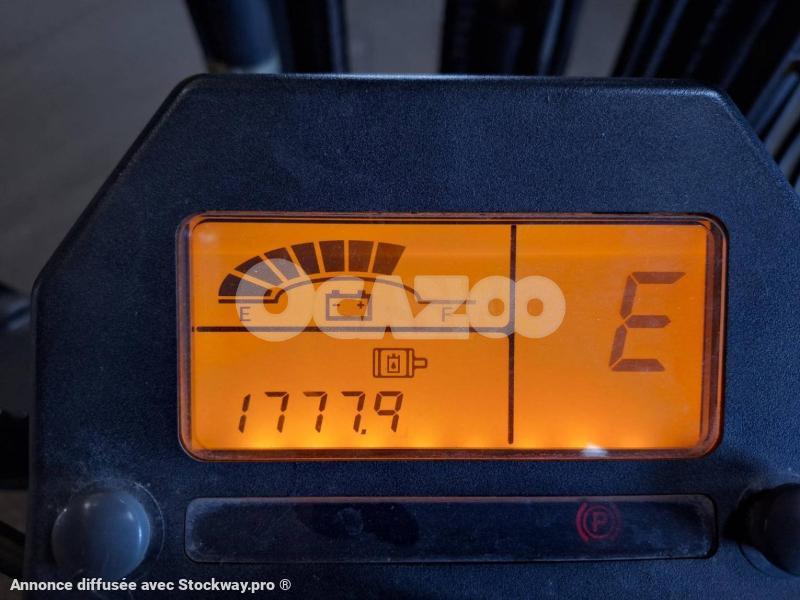 E F
OCAZOO
E
1777.9
P
Annonce diffusée avec Stockway.pro ®